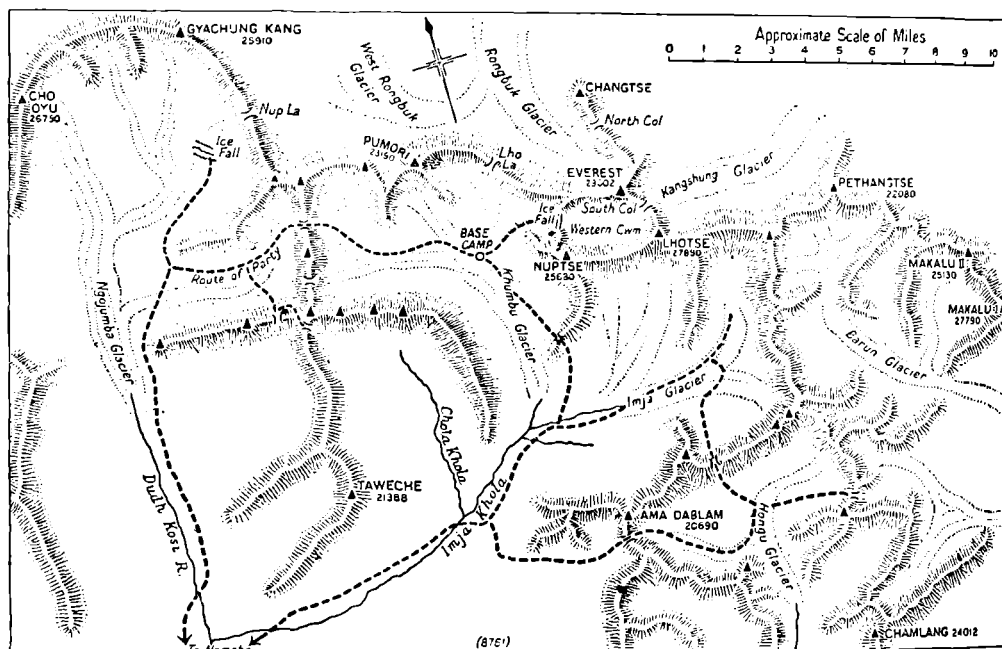 GYACHUNG KANG
25910
Approximate Scale of Miles
0 1 2 3 4 5 6 7 8 9 10
CHO
OYU
26750
Nup La
Ice
Fall
West Rongbuk
Glacier
Rongbuk Glacier
CHANGTSE
North Col
PUMORI
23190
Lho
La
EVEREST
Kangshung Glacier
PETHANGTSE
22080
South Col
Ice
Fall
Western Cwm
BASE
CAMP
LHOTSE
27890
NUPTSE
25680
MAKALU II
25130
MAKALU
27790
Route of Party
Ngojumba Glacier
Khumbu Glacier
Barun Glacier
Imja Glacier
Chola Khola
TAWECHE
21388
Imja Khola
AMA DABLAM
Dudh Kosi R.
Hongu Glacier
(8761)
CHAMLANG 24012